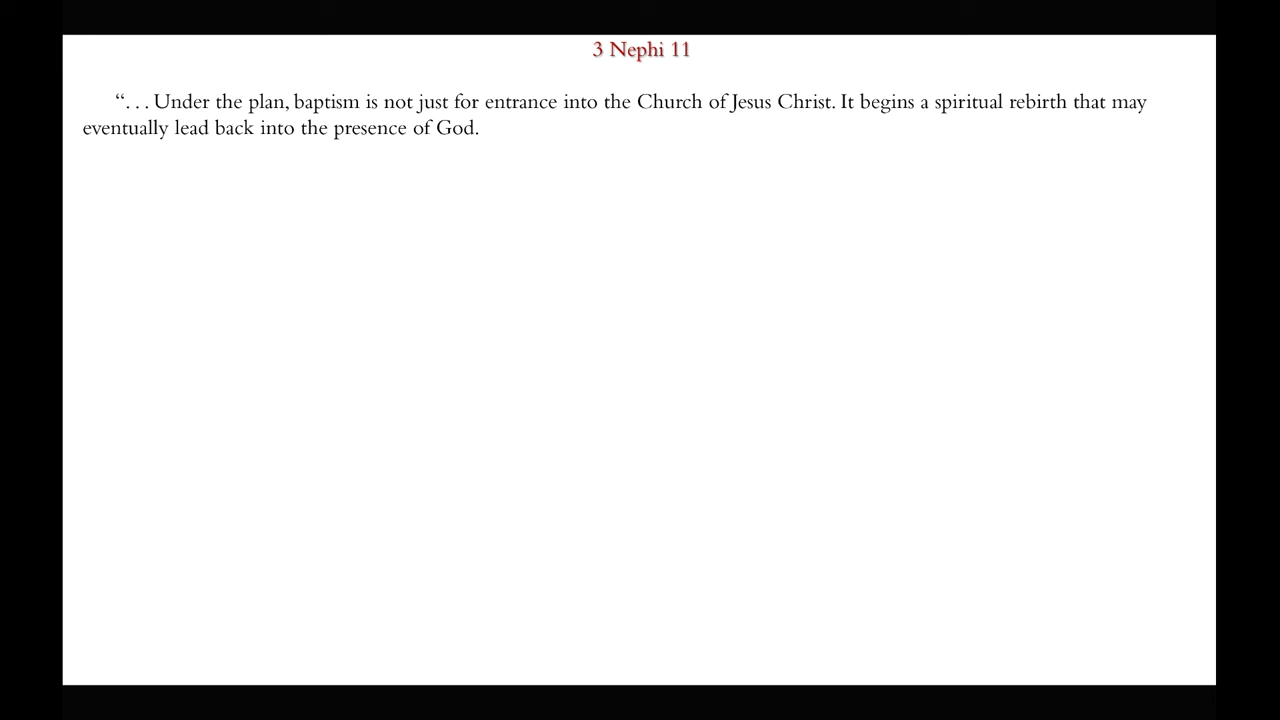 3 Nephi 11
“. . . Under the plan, baptism is not just for entrance into the Church of Jesus Christ. It begins a spiritual rebirth that may
eventually lead back into the presence of God.